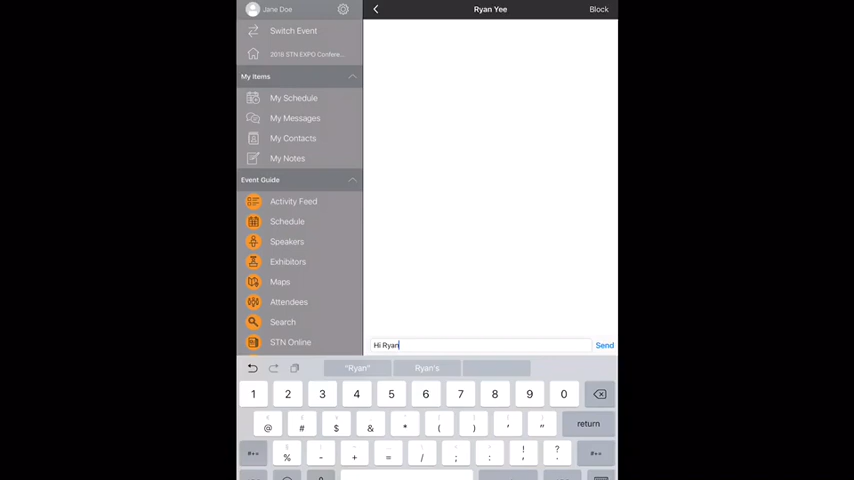 Jane Doe
Ryan Yee
Block
Switch Event
2016 STN EXPO Confere...
My Items
My Schedule
My Messages
My Contacts
My Notes
Event Guide
Activity Feed
Schedule
Speakers
Exhibitors
Maps
Attendees
Search
STN Online
Hi Ryan
Send
"Ryan"
Ryan's
1 2 3 4 5 6 7 8 9 0
@ # $ & * ( ) ' "
return
#+= % - + = / ; : ! , ? . #+=